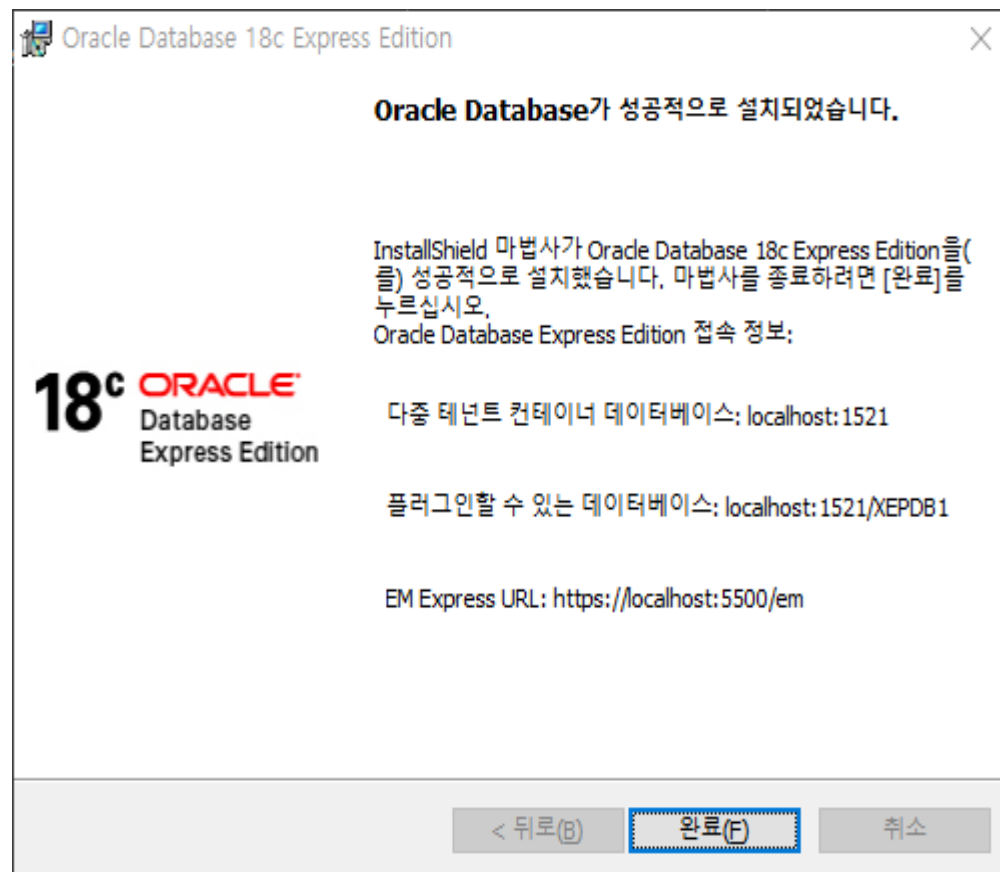 Oracle Database 18c Express Edition
Oracle Database가 성공적으로 설치되었습니다.
InstallShield 마법사가 Oracle Database 18c Express Edition을(
를) 성공적으로 설치했습니다. 마법사를 종료하려면 [완료]를
누르십시오.
Oracle Database Express Edition 접속 정보:
18c ORACLE
Database
Express Edition
다중 테넌트 컨테이너 데이터베이스: localhost:1521
플러그인할 수 있는 데이터베이스: localhost:1521/XEPDB1
EM Express URL: https://localhost:5500/em
< 뒤로(B)
완료(F)
취소